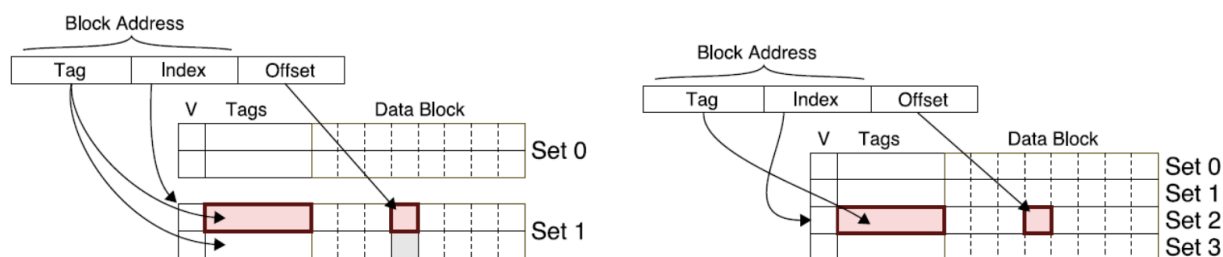 Block Address
Tag Index Offset
V Tags Data Block
Set 0
Set 1
Block Address
Tag Index Offset
V Tags Data Block
Set 0
Set 1
Set 2
Set 3